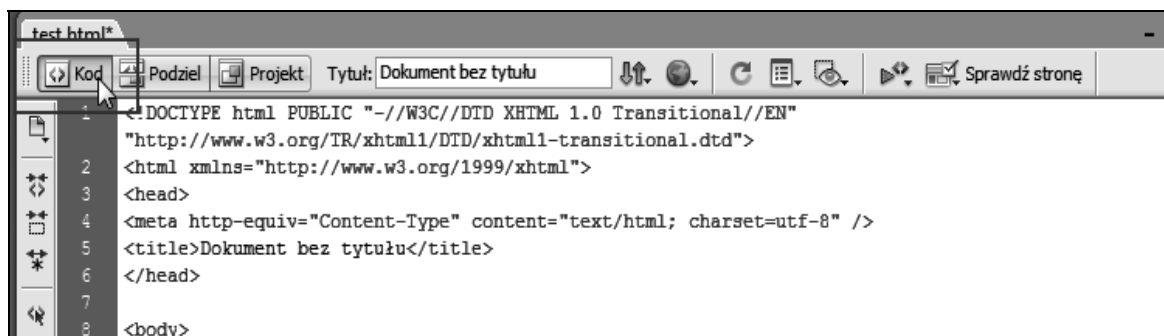 test.html*
Kod Podziel Projekt Tytuł: Dokument bez tytułu Sprawdź stronę
1 <!DOCTYPE html PUBLIC "-//W3C//DTD XHTML 1.0 Transitional//EN"
"http://www.w3.org/TR/xhtml1/DTD/xhtml1-transitional.dtd">
2 <html xmlns="http://www.w3.org/1999/xhtml">
3 <head>
4 <meta http-equiv="Content-Type" content="text/html; charset=utf-8" />
5 <title>Dokument bez tytułu</title>
6 </head>
7
8 <body>